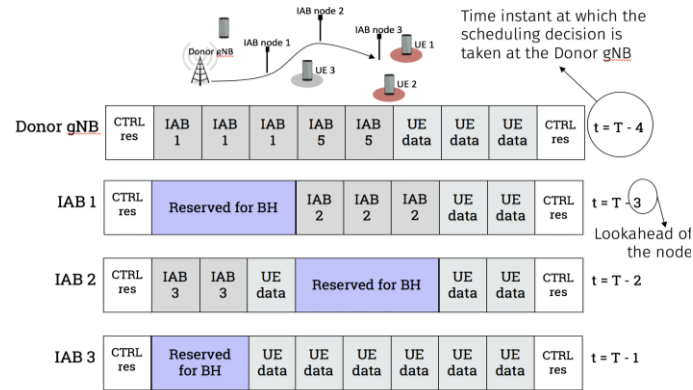 IAB node 2
Time instant at which the
scheduling decision is
taken at the Donor gNB
IAB node 1
IAB node 3
Donor gNB
UE 1
UE 3
UE 2
Donor gNB
CTRL res
IAB 1
IAB 1
IAB 1
IAB 5
IAB 5
UE data
UE data
UE data
CTRL res
t = T - 4
IAB 1
CTRL res
Reserved for BH
IAB 2
IAB 2
IAB 2
UE data
UE data
CTRL res
t = T - 3
Lookahead of
the node
IAB 2
CTRL res
IAB 3
IAB 3
UE data
Reserved for BH
UE data
UE data
CTRL res
t = T - 2
IAB 3
CTRL res
Reserved for BH
UE data
UE data
UE data
UE data
UE data
UE data
CTRL res
t = T - 1